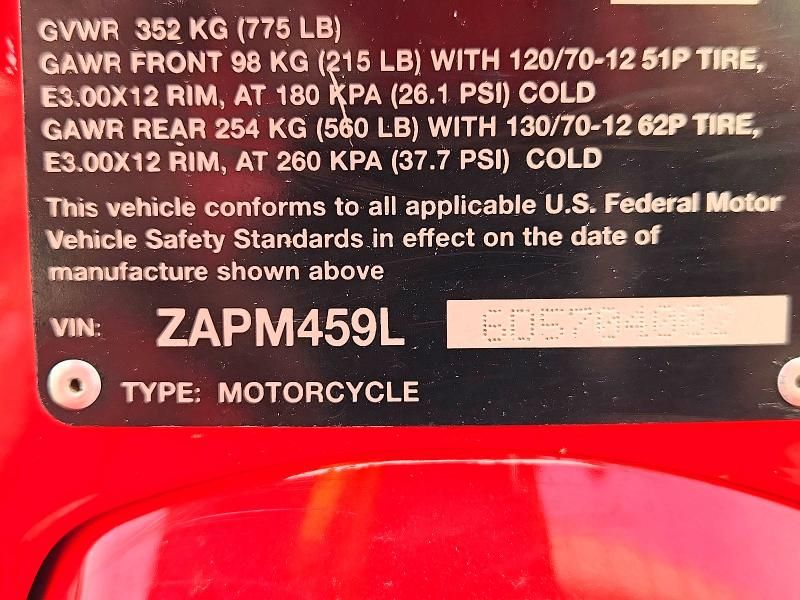 GVWR 352 KG (775 LB)
GAWR FRONT 98 KG (215 LB) WITH 120/70-12 51P TIRE,
E3.00X12 RIM, AT 180 KPA (26.1 PSI) COLD
GAWR REAR 254 KG (560 LB) WITH 130/70-12 62P TIRE,
E3.00X12 RIM, AT 260 KPA (37.7 PSI) COLD
This vehicle conforms to all applicable U.S. Federal Motor
Vehicle Safety Standards in effect on the date of
manufacture shown above
VIN: ZAPM459L
TYPE: MOTORCYCLE